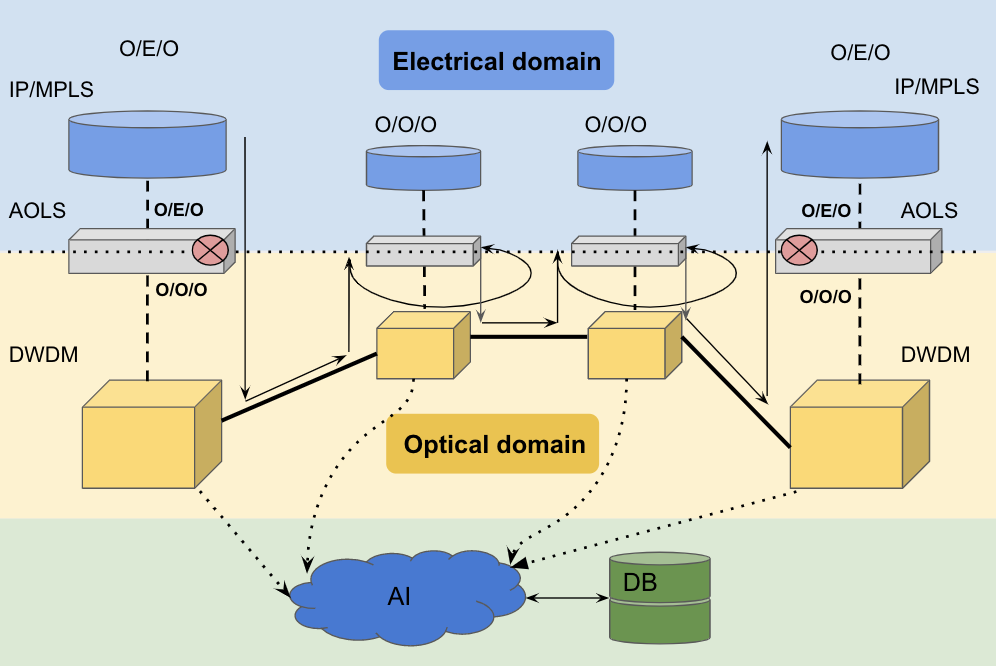 O/E/O
Electrical domain
O/E/O
IP/MPLS
IP/MPLS
O/O/O
O/O/O
AOLS
O/E/O
O/E/O
AOLS
O/O/O
O/O/O
DWDM
DWDM
Optical domain
AI
DB